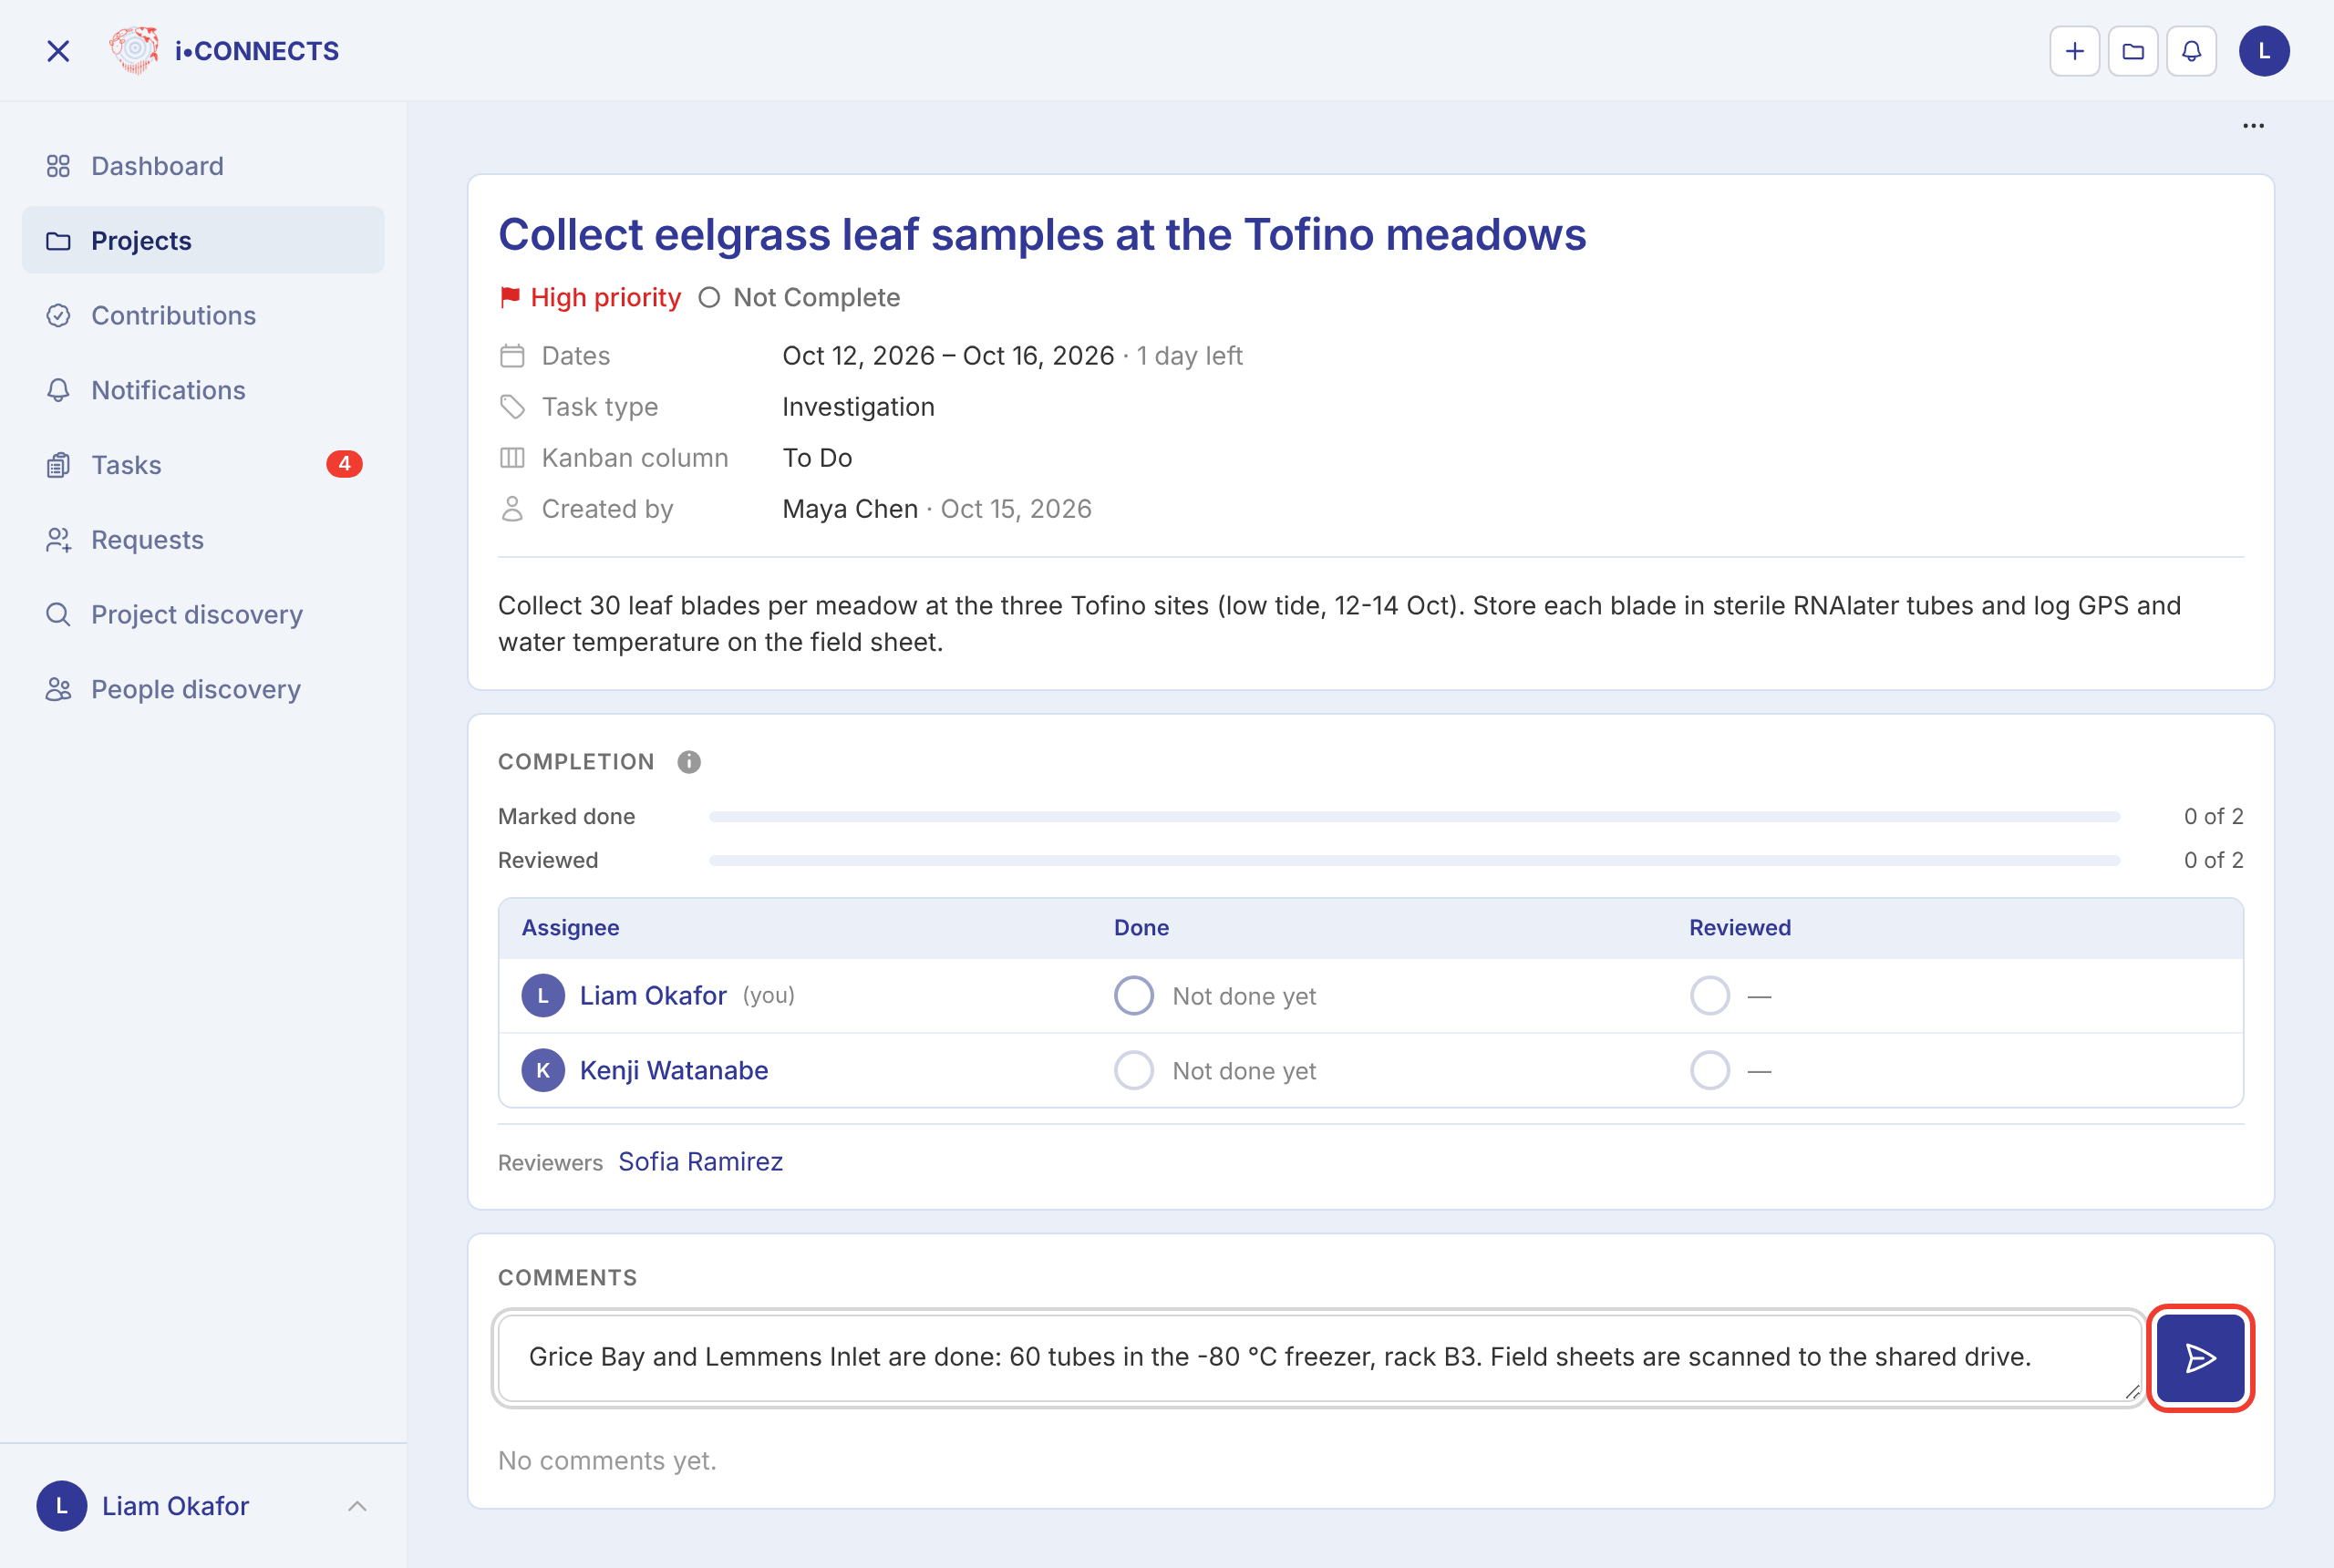 i•CONNECTS
L
Dashboard
Projects
Contributions
Notifications
Tasks 4
Requests
Project discovery
People discovery
L Liam Okafor
Collect eelgrass leaf samples at the Tofino meadows
High priority Not Complete
Dates Oct 12, 2026 – Oct 16, 2026 · 1 day left
Task type Investigation
Kanban column To Do
Created by Maya Chen · Oct 15, 2026
Collect 30 leaf blades per meadow at the three Tofino sites (low tide, 12-14 Oct). Store each blade in sterile RNAlater tubes and log GPS and
water temperature on the field sheet.
COMPLETION
Marked done 0 of 2
Reviewed 0 of 2
Assignee Done Reviewed
L Liam Okafor (you) Not done yet —
K Kenji Watanabe Not done yet —
Reviewers Sofia Ramirez
COMMENTS
Grice Bay and Lemmens Inlet are done: 60 tubes in the -80 °C freezer, rack B3. Field sheets are scanned to the shared drive.
No comments yet.